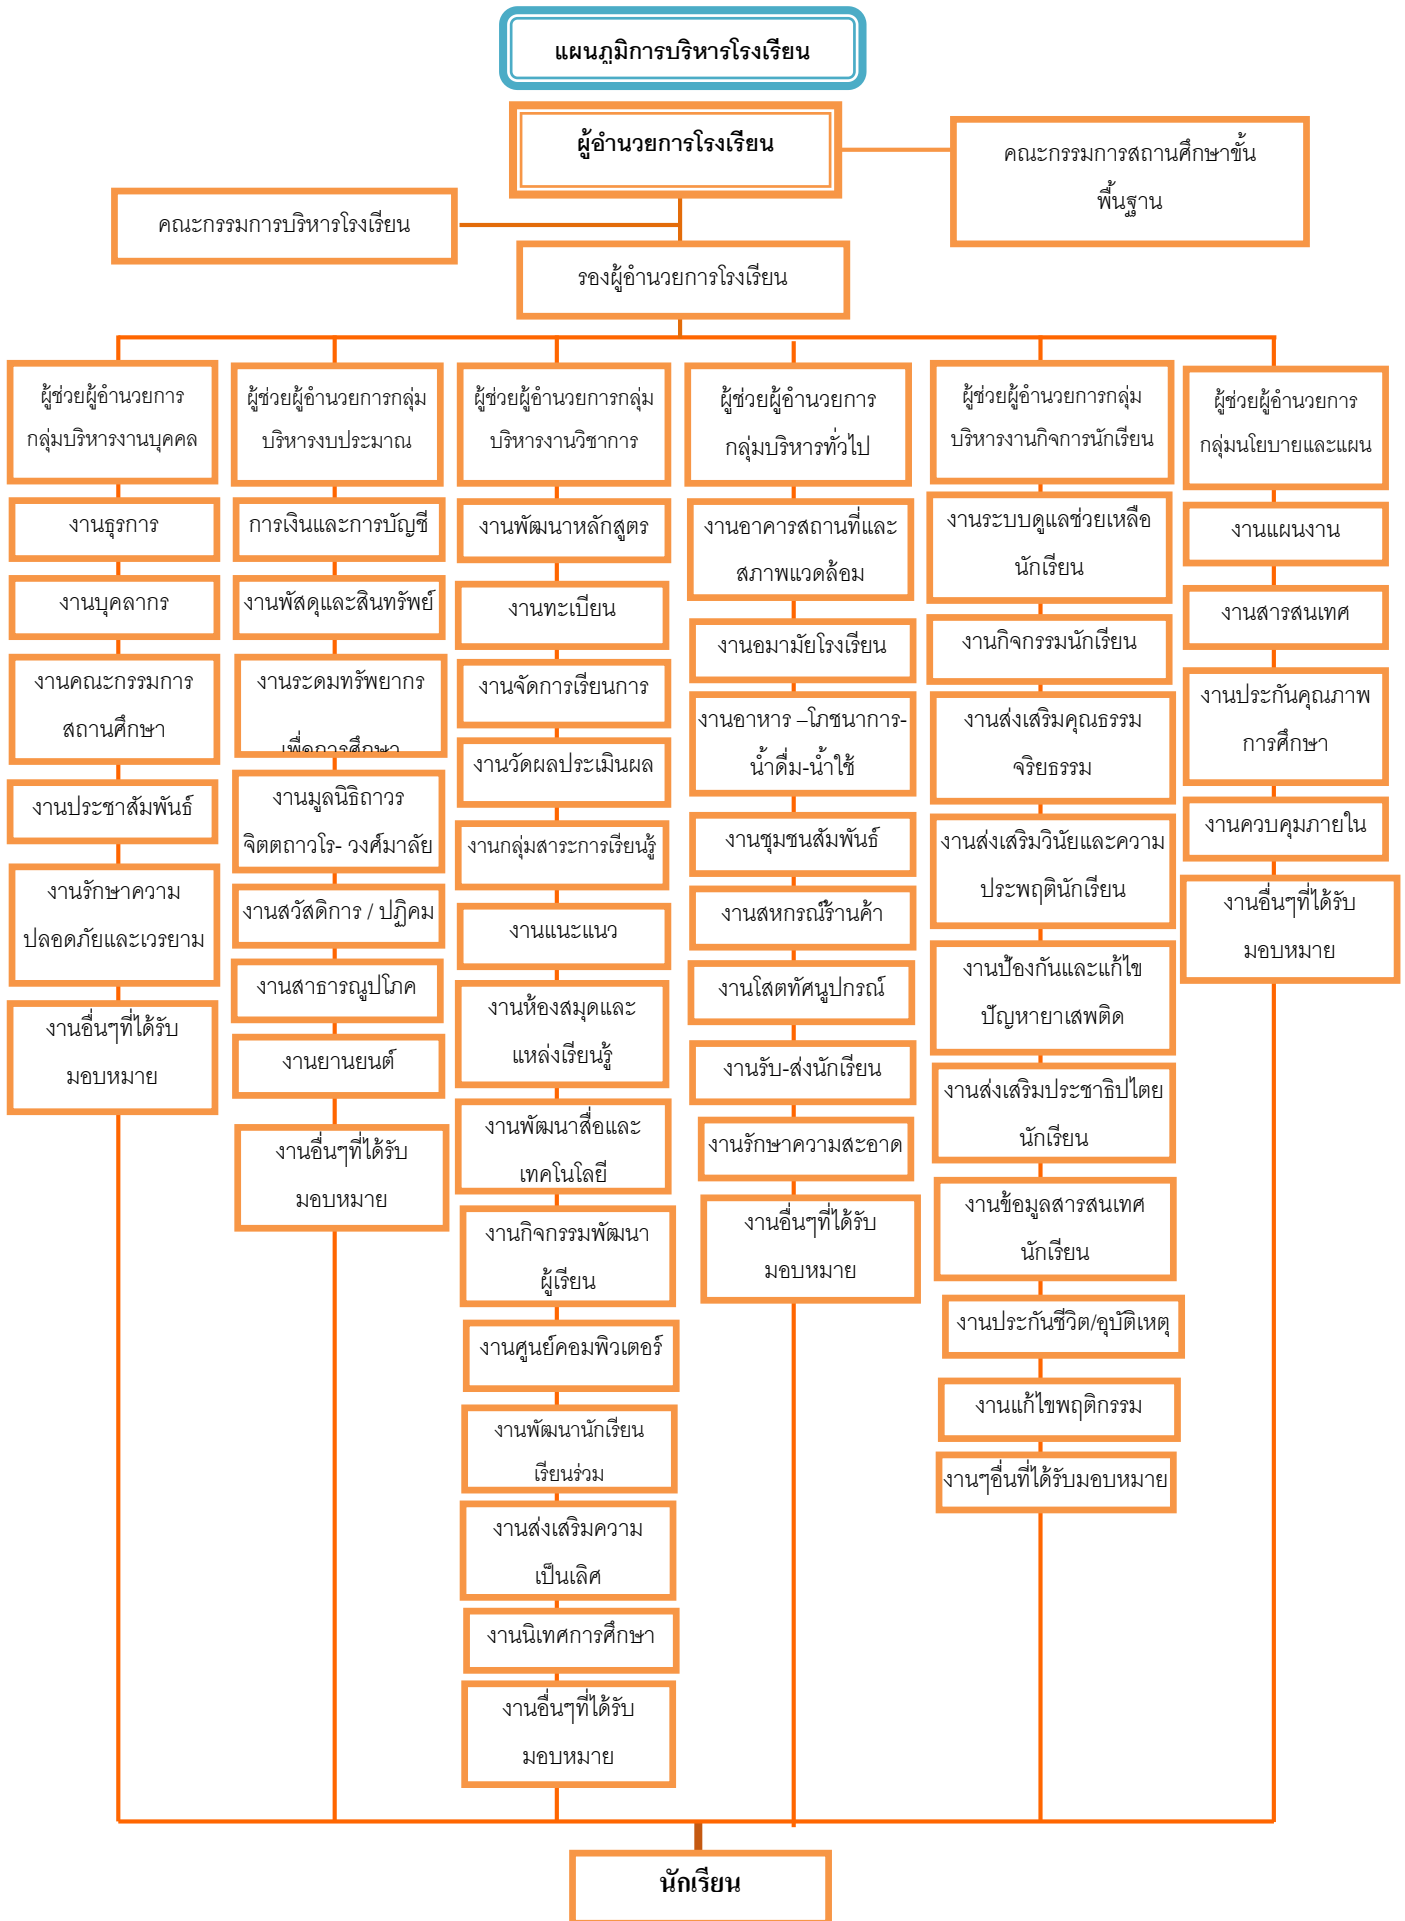 แผนภูมิการบริหารโรงเรียน
ผู้อำนวยการโรงเรียน
คณะกรรมการสถานศึกษาขั้น
พื้นฐาน
คณะกรรมการบริหารโรงเรียน
รองผู้อำนวยการโรงเรียน
ผู้ช่วยผู้อำนวยการ
กลุ่มบริหารงานบุคคล
งานธุรการ
งานบุคลากร
งานคณะกรรมการ
สถานศึกษา
งานประชาสัมพันธ์
งานรักษาความ
ปลอดภัยและเวรยาม
งานอื่นๆที่ได้รับ
มอบหมาย
ผู้ช่วยผู้อำนวยการกลุ่ม
บริหารงบประมาณ
การเงินและการบัญชี
งานพัสดุและสินทรัพย์
งานระดมทรัพยากร
เพื่อการศึกษา
งานมูลนิธิถาวร
จิตตถาวโร- วงศ์มาลัย
งานสวัสดิการ / ปฏิคม
งานสาธารณูปโภค
งานยานยนต์
งานอื่นๆที่ได้รับ
มอบหมาย
ผู้ช่วยผู้อำนวยการกลุ่ม
บริหารงานวิชาการ
งานพัฒนาหลักสูตร
งานทะเบียน
งานจัดการเรียนการ
งานวัดผลประเมินผล
งานกลุ่มสาระการเรียนรู้
งานแนะแนว
งานห้องสมุดและ
แหล่งเรียนรู้
งานพัฒนาสื่อและ
เทคโนโลยี
งานกิจกรรมพัฒนา
ผู้เรียน
งานศูนย์คอมพิวเตอร์
งานพัฒนานักเรียน
เรียนร่วม
งานส่งเสริมความ
เป็นเลิศ
งานนิเทศการศึกษา
งานอื่นๆที่ได้รับ
มอบหมาย
ผู้ช่วยผู้อำนวยการ
กลุ่มบริหารทั่วไป
งานอาคารสถานที่และ
สภาพแวดล้อม
งานอมามัยโรงเรียน
งานอาหาร –โภชนาการ-
น้ำดื่ม-น้ำใช้
งานชุมชนสัมพันธ์
งานสหกรณ์ร้านค้า
งานโสตทัศนูปกรณ์
งานรับ-ส่งนักเรียน
งานรักษาความสะอาด
งานอื่นๆที่ได้รับ
มอบหมาย
ผู้ช่วยผู้อำนวยการกลุ่ม
บริหารงานกิจการนักเรียน
งานระบบดูแลช่วยเหลือ
นักเรียน
งานกิจกรรมนักเรียน
งานส่งเสริมคุณธรรม
จริยธรรม
งานส่งเสริมวินัยและความ
ประพฤตินักเรียน
งานป้องกันและแก้ไข
ปัญหายาเสพติด
งานส่งเสริมประชาธิปไตย
นักเรียน
งานข้อมูลสารสนเทศ
นักเรียน
งานประกันชีวิต/อุบัติเหตุ
งานแก้ไขพฤติกรรม
งานๆอื่นที่ได้รับมอบหมาย
ผู้ช่วยผู้อำนวยการ
กลุ่มนโยบายและแผน
งานแผนงาน
งานสารสนเทศ
งานประกันคุณภาพ
การศึกษา
งานควบคุมภายใน
งานอื่นๆที่ได้รับ
มอบหมาย
นักเรียน